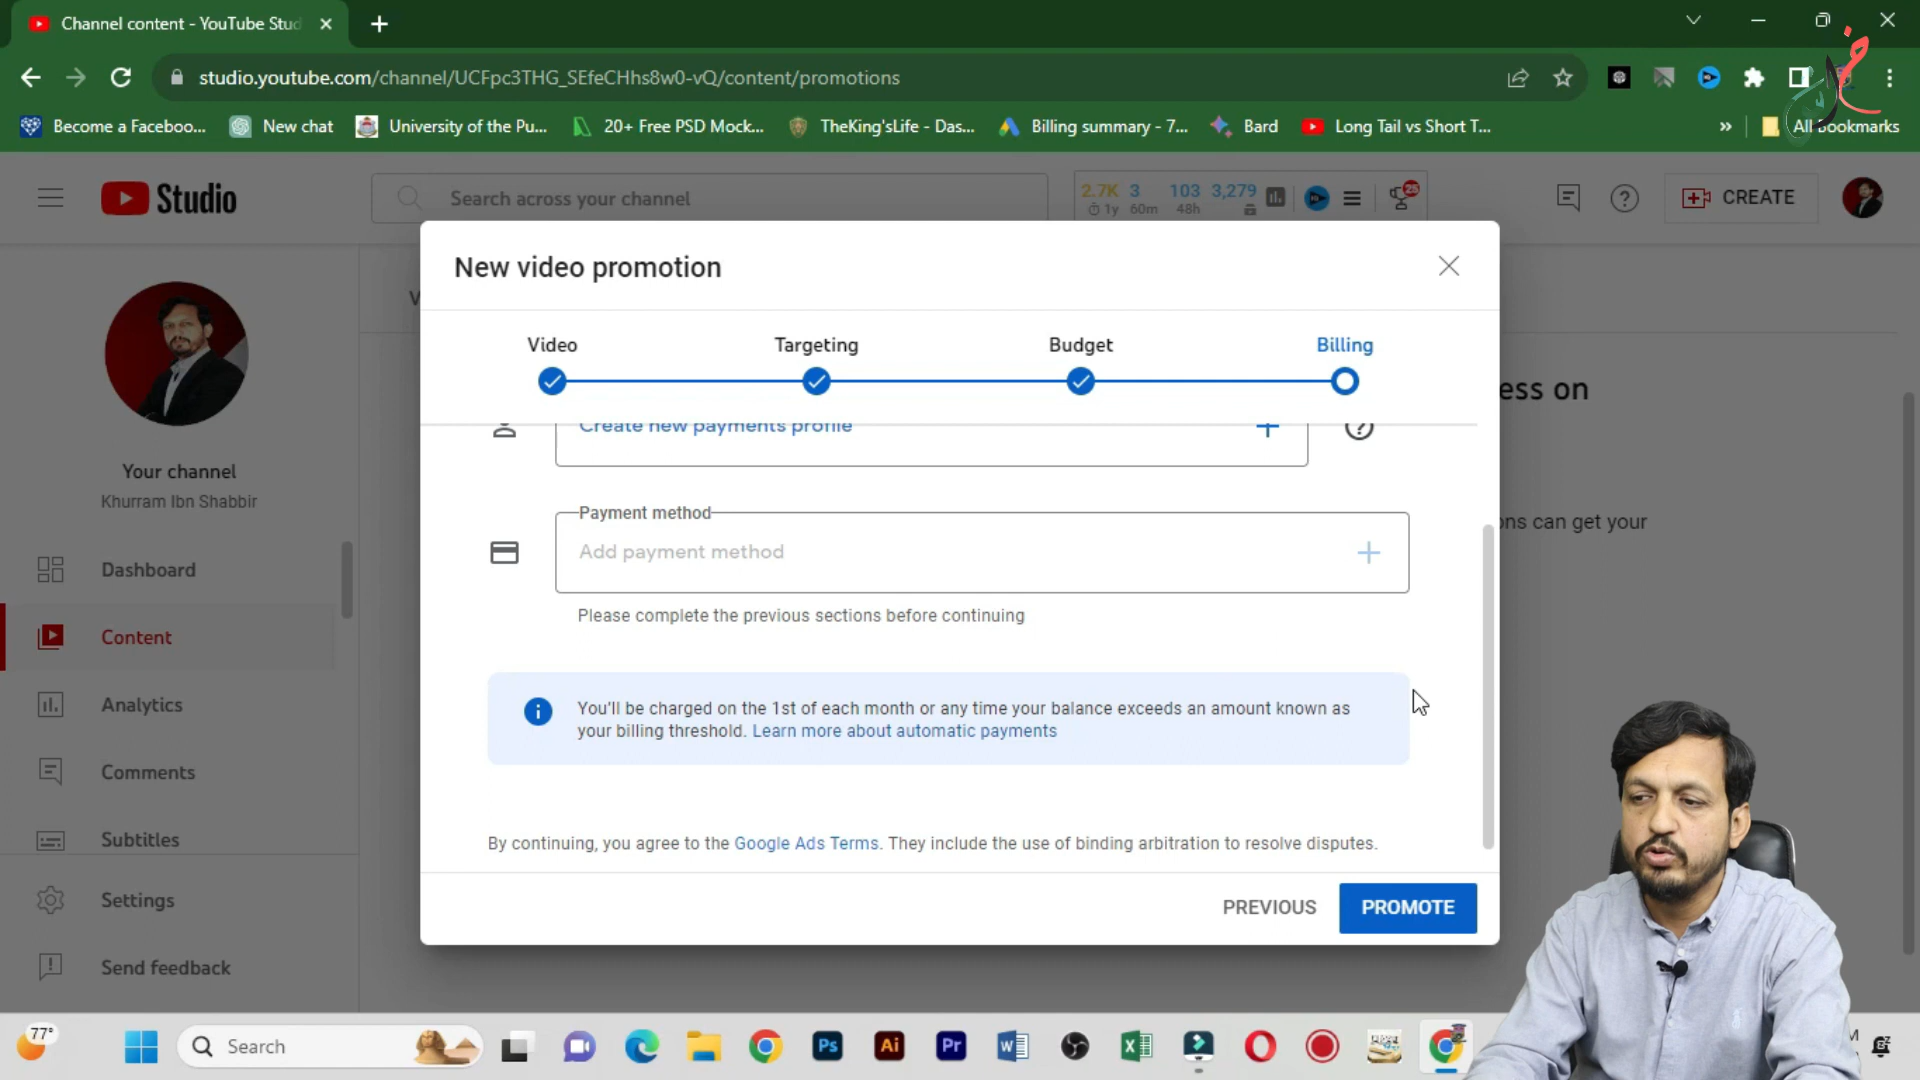 Channel content - YouTube Stud
studio.youtube.com/channel/UCFpc3THG_SEfeCHhs8w0-vQ/content/promotions
Become a Faceboo...
New chat
University of the Pu...
20+ Free PSD Mock...
TheKing'sLife - Das...
Billing summary - 7...
Bard
Long Tail vs Short T...
»
All Bookmarks
Studio
Search across your channel
2.7K 3 103 3,279
1y 60m 48h
25
CREATE
New video promotion
Video
Targeting
Budget
Billing
Create new payments profile
Payment method
Add payment method
Please complete the previous sections before continuing
You'll be charged on the 1st of each month or any time your balance exceeds an amount known as
your billing threshold. Learn more about automatic payments
By continuing, you agree to the Google Ads Terms. They include the use of binding arbitration to resolve disputes.
PREVIOUS
PROMOTE
ess on
ons can get your
Your channel
Khurram Ibn Shabbir
Dashboard
Content
Analytics
Comments
Subtitles
Settings
Send feedback
77°
Search
Ps
Ai
Pr